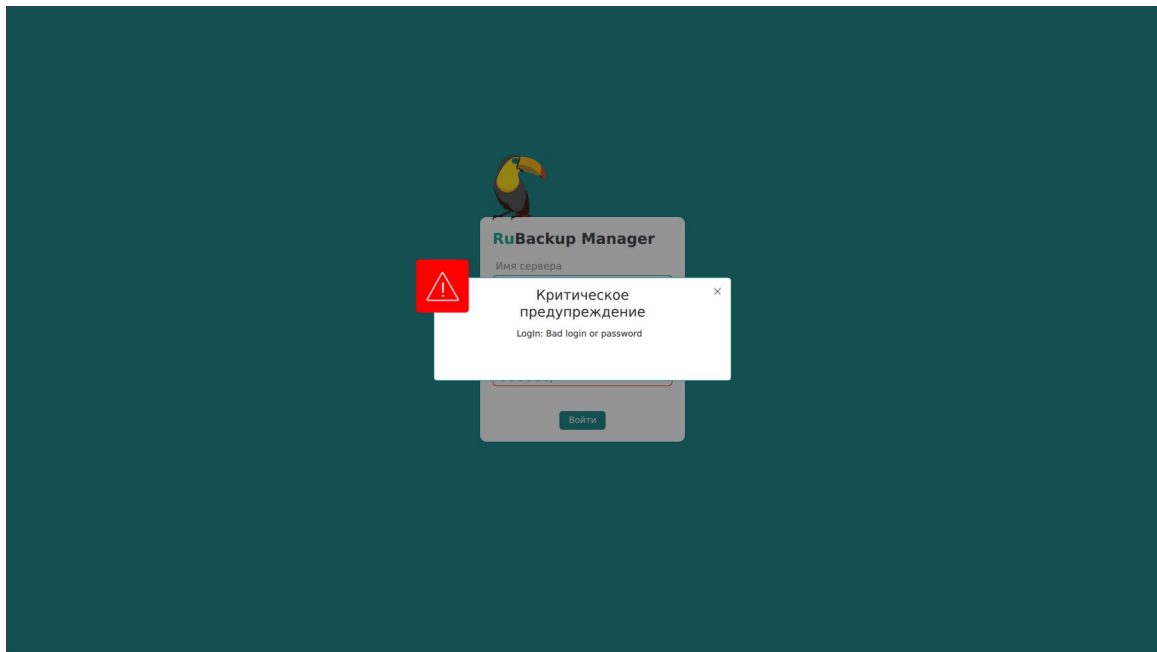 RuBackup Manager
Имя сервера
Критическое
предупреждение
LogIn: Bad login or password
Войти